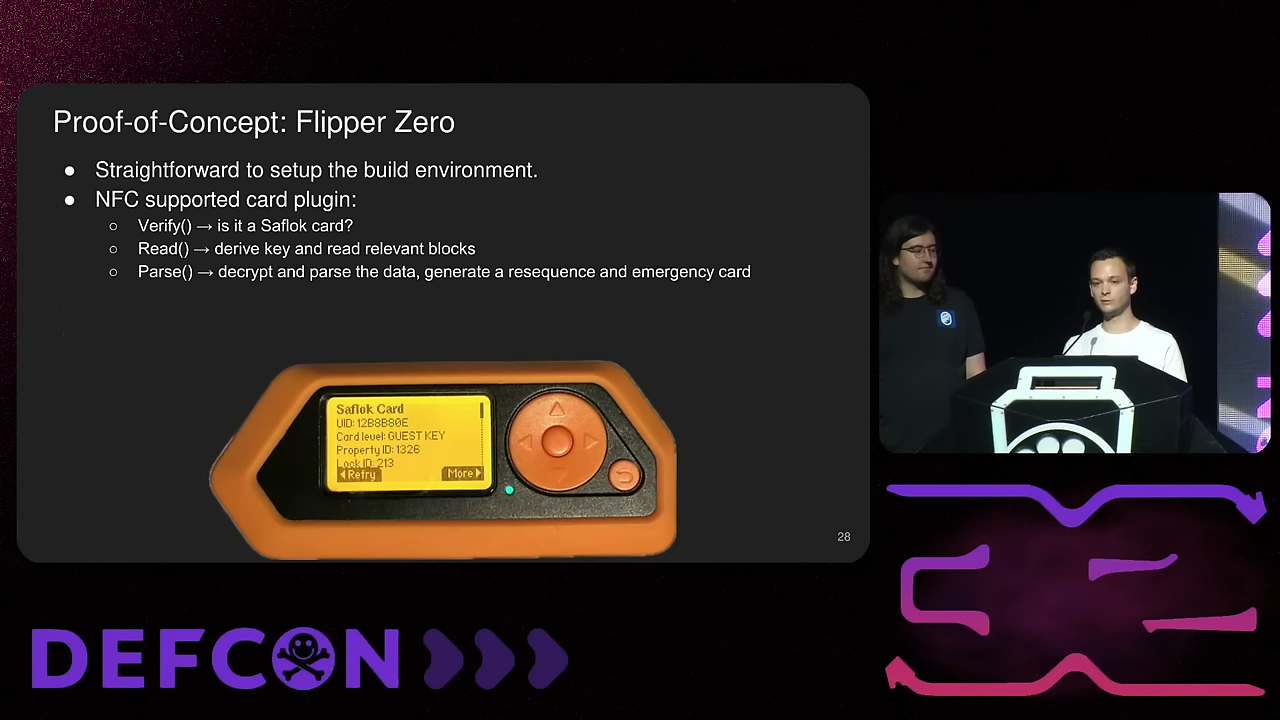 Proof-of-Concept: Flipper Zero
● Straightforward to setup the build environment.
● NFC supported card plugin:
○ Verify() → is it a Saflok card?
○ Read() → derive key and read relevant blocks
○ Parse() → decrypt and parse the data, generate a resequence and emergency card
Saflok Card
UID: 12B8B80E
Card level: GUEST KEY
Property ID: 1326
Lock ID: 213
Retry
More
28
DEFCON